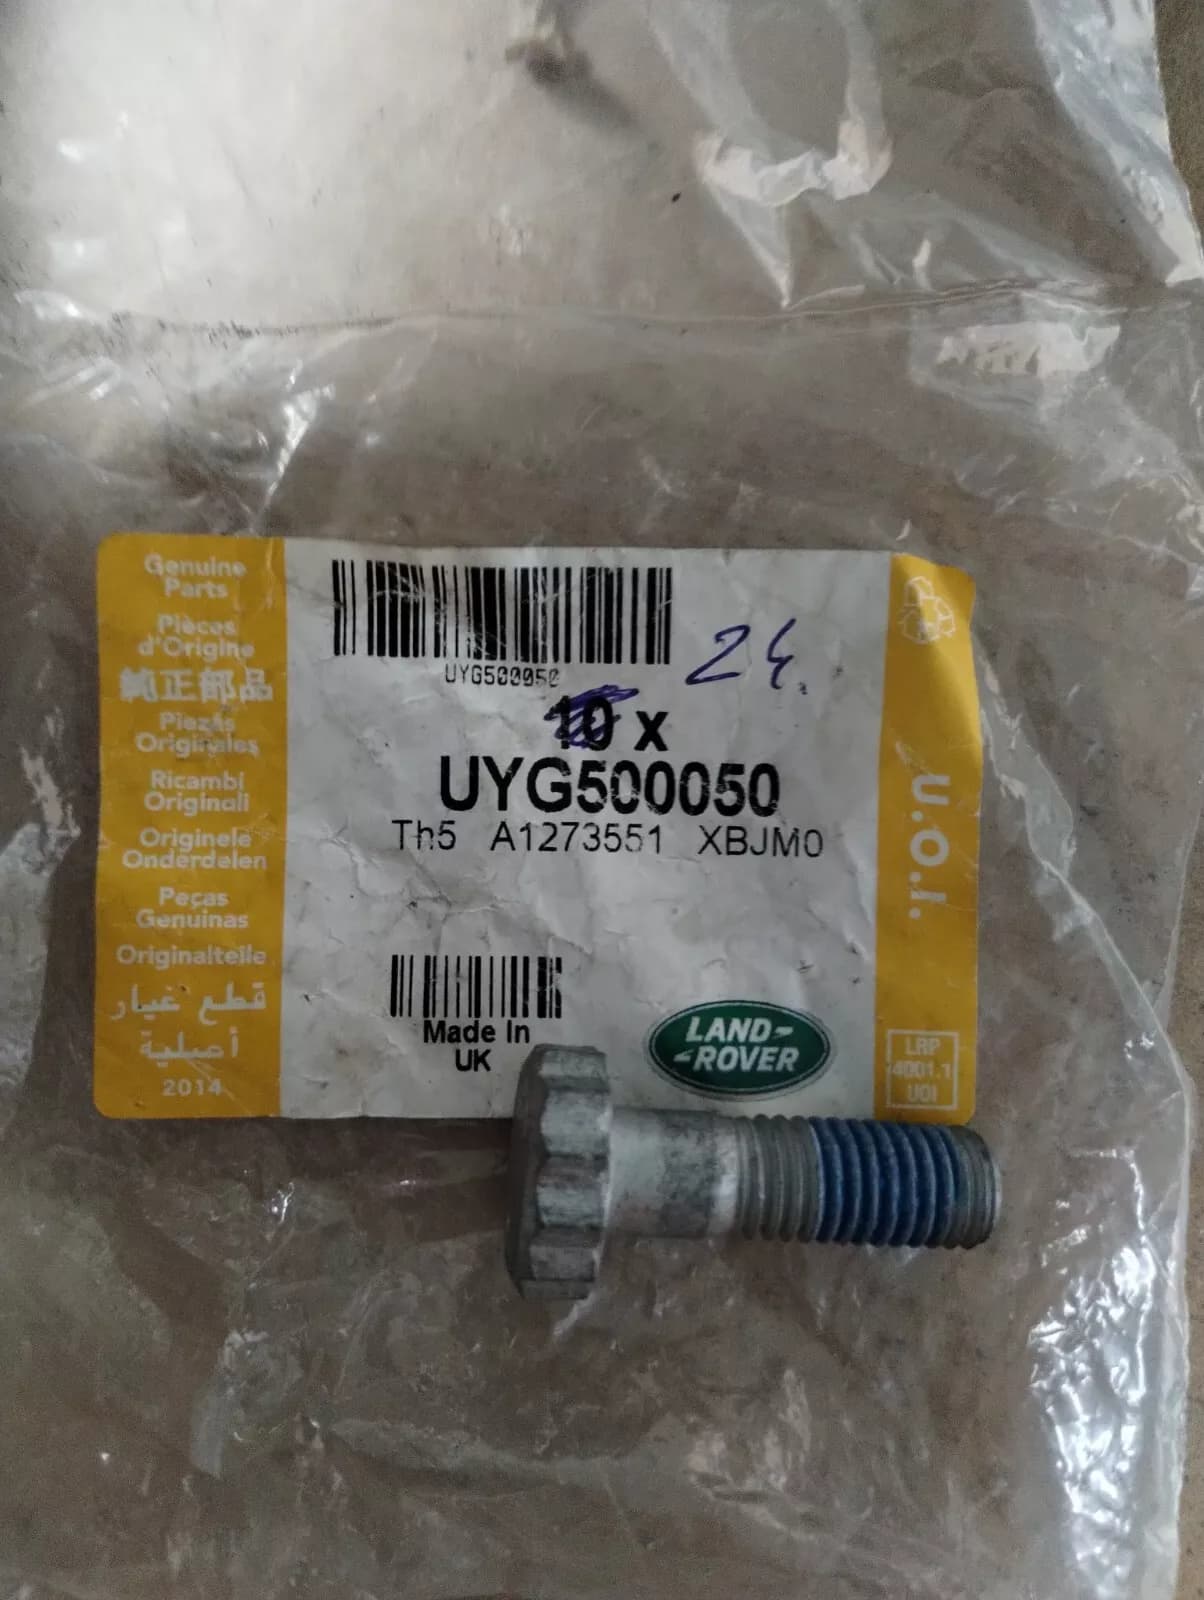 Genuine
Parts
Pièces
d'Origine
純正部品
Piezas
Originales
Ricambi
Originali
Originele
Onderdelen
Peças
Genuinas
Originalteile
قطع غيار
أصلية
2014
UYG500050
24.
10 x
UYG500050
Th5 A1273551 XBJM0
Made In
UK
LAND-
ROVER
u.o.i.
LRP
4001.1
UOI